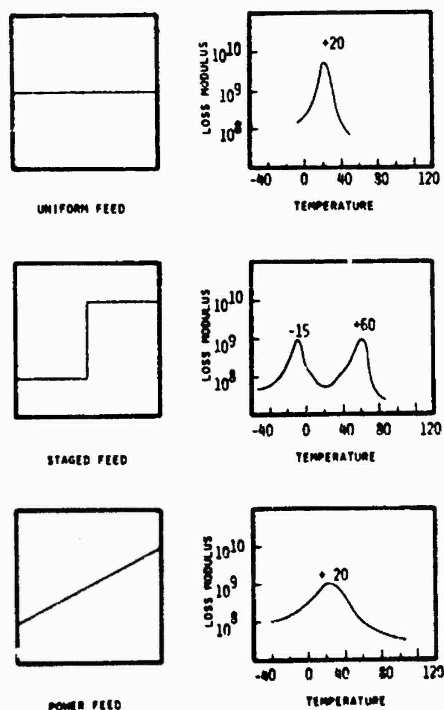 +20
LOSS MODULUS
10^10
10^9
10^8
-40 0 40 80 120
UNIFORM FEED
TEMPERATURE
-15 +60
LOSS MODULUS
10^10
10^9
10^8
-40 0 40 80 120
STAGED FEED
TEMPERATURE
+ 20
LOSS MODULUS
10^10
10^9
10^8
-40 0 40 80 120
POWER FEED
TEMPERATURE